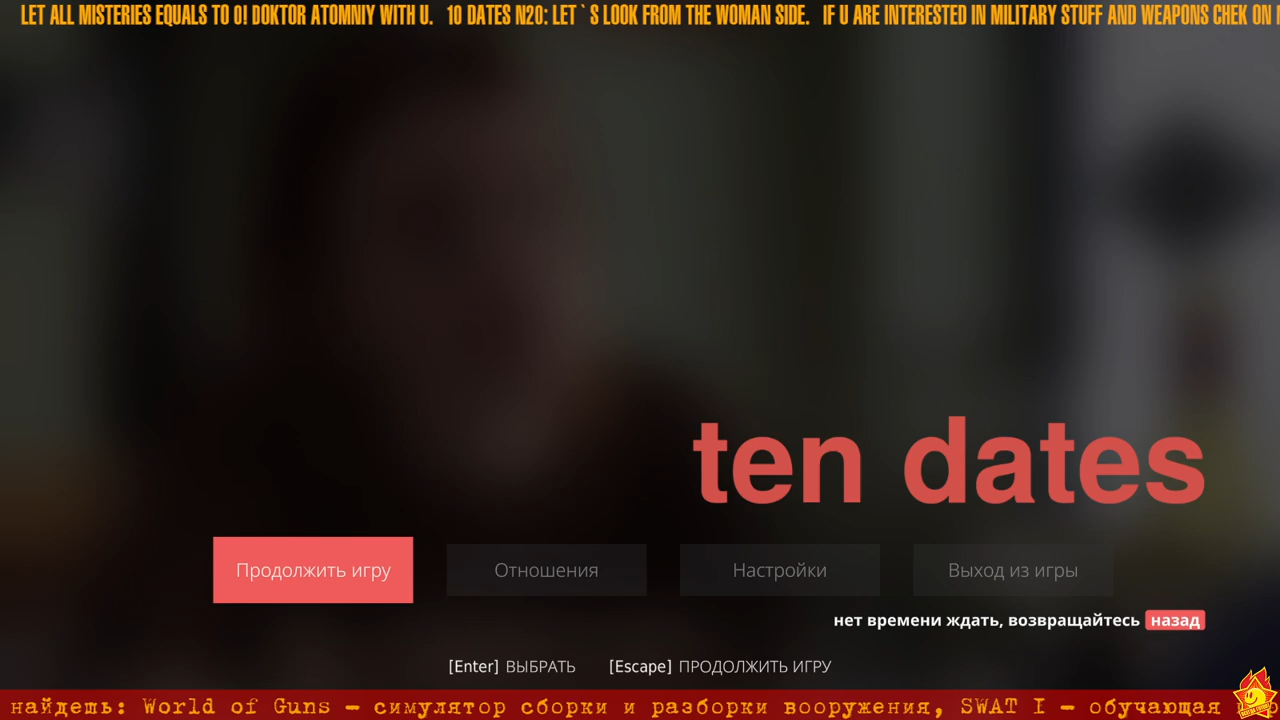 LET ALL MISTERIES EQUALS TO 0! DOKTOR ATOMNIY WITH U. 10 DATES N20: LET`S LOOK FROM THE WOMAN SIDE. IF U ARE INTERESTED IN MILITARY STUFF AND WEAPONS CHEK ON
ten dates
Продолжить игру Отношения Настройки Выход из игры
нет времени ждать, возвращайтесь назад
[Enter] ВЫБРАТЬ [Escape] ПРОДОЛЖИТЬ ИГРУ
найдешь: World of Guns – симулятор сборки и разборки вооружения, SWAT I – обучающая